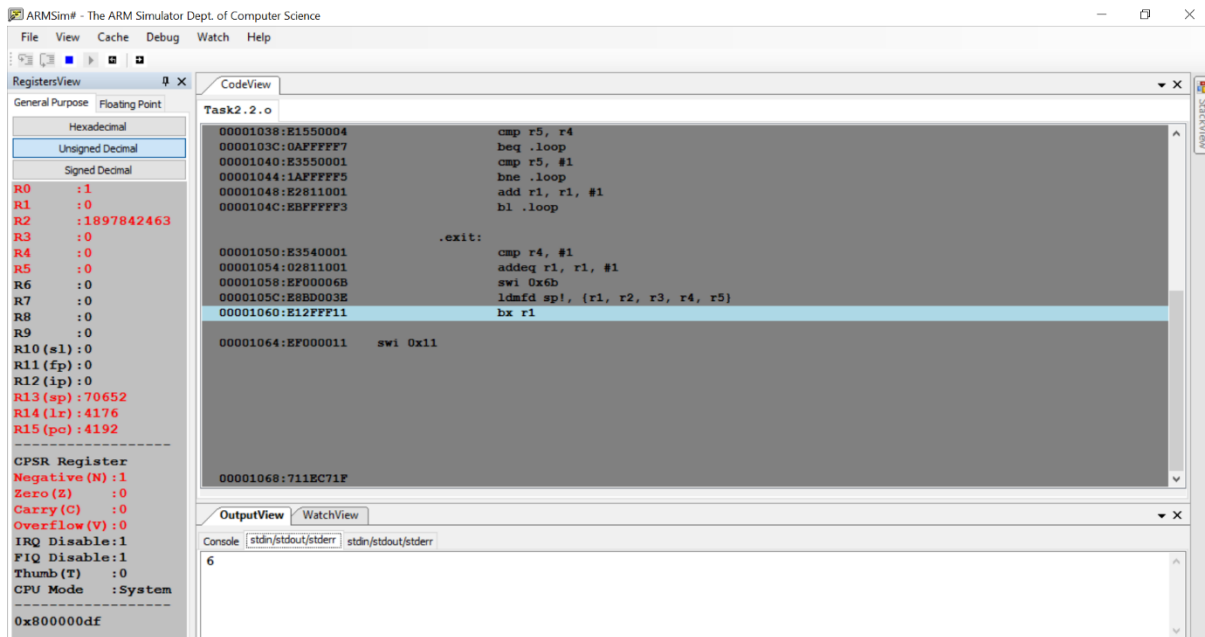 ARMSim# - The ARM Simulator Dept. of Computer Science
File View Cache Debug Watch Help
RegistersView
General Purpose Floating Point
Hexadecimal
Unsigned Decimal
Signed Decimal
R0 :1
R1 :0
R2 :1897842463
R3 :0
R4 :0
R5 :0
R6 :0
R7 :0
R8 :0
R9 :0
R10(sl):0
R11(fp):0
R12(ip):0
R13(sp):70652
R14(lr):4176
R15(pc):4192
-------------------
CPSR Register
Negative(N):1
Zero(Z) :0
Carry(C) :0
Overflow(V):0
IRQ Disable:1
FIQ Disable:1
Thumb(T) :0
CPU Mode :System
-------------------
0x800000df
CodeView
Task2.2.o
00001038:E1550004 cmp r5, r4
0000103C:0AFFFFF7 beq .loop
00001040:E3550001 cmp r5, #1
00001044:1AFFFFF5 bne .loop
00001048:E2811001 add r1, r1, #1
0000104C:EBFFFFF3 bl .loop
.exit:
00001050:E3540001 cmp r4, #1
00001054:02811001 addeq r1, r1, #1
00001058:EF00006B swi 0x6b
0000105C:E8BD003E ldmfd sp!, {r1, r2, r3, r4, r5}
00001060:E12FFF11 bx r1
00001064:EF000011 swi 0x11
00001068:711EC71F
OutputView WatchView
Console stdin/stdout/stderr stdin/stdout/stderr
6
StackView